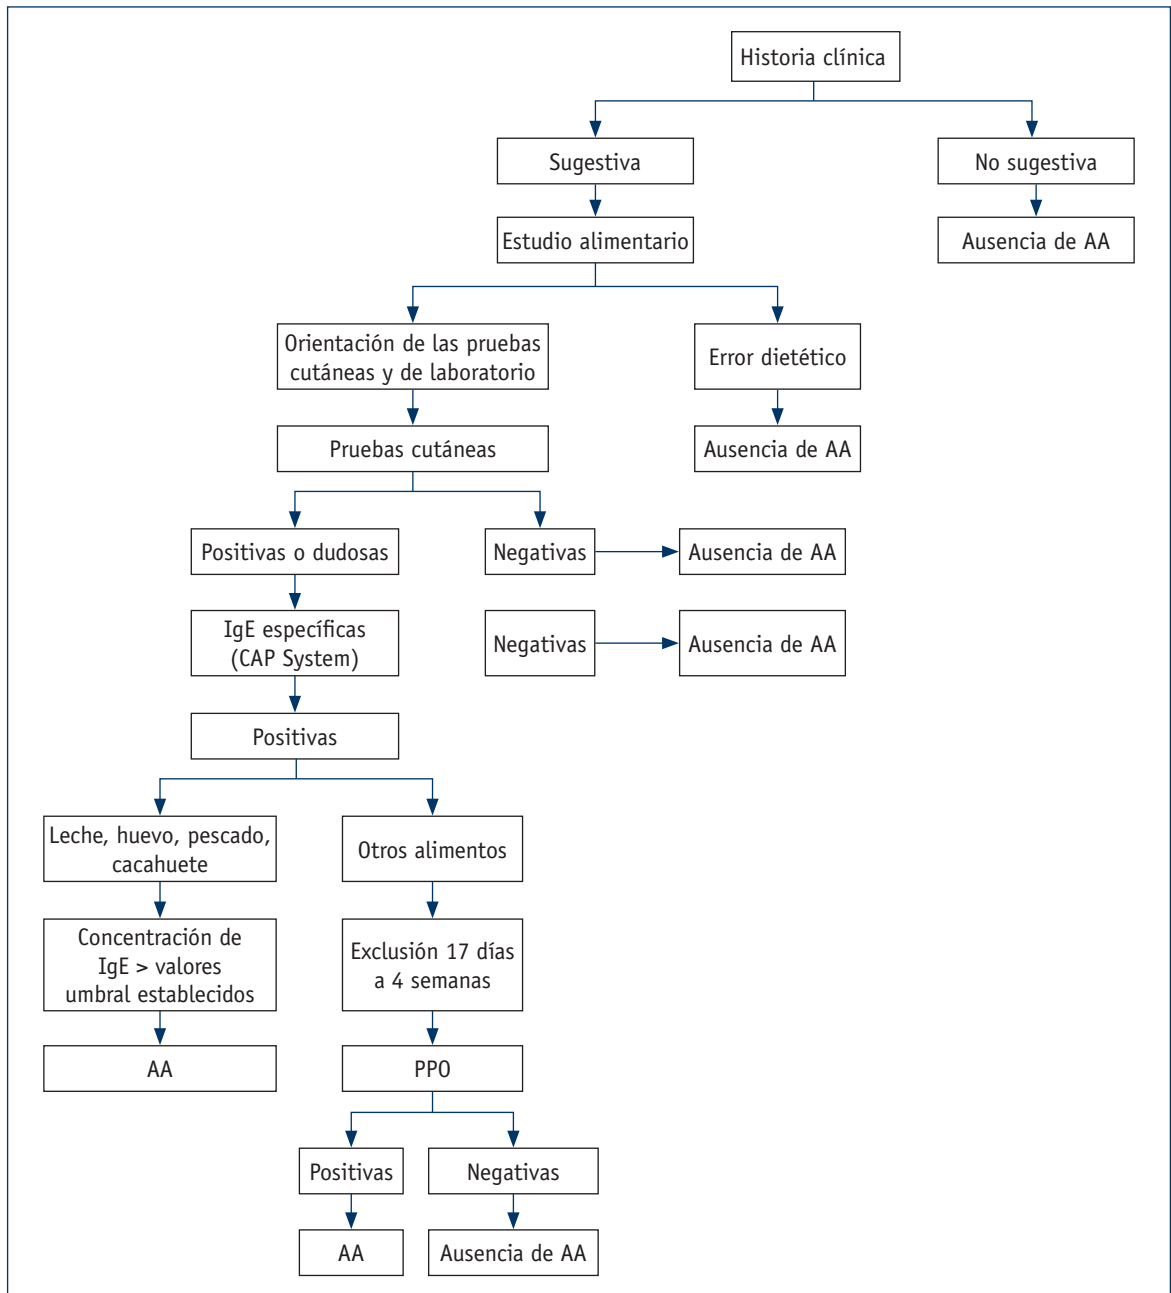 Historia clínica
Sugestiva
No sugestiva
Estudio alimentario
Ausencia de AA
Orientación de las pruebas
cutáneas y de laboratorio
Error dietético
Pruebas cutáneas
Ausencia de AA
Positivas o dudosas
Negativas
Ausencia de AA
IgE específicas
(CAP System)
Negativas
Ausencia de AA
Positivas
Leche, huevo, pescado,
cacahuete
Otros alimentos
Concentración de
IgE > valores
umbral establecidos
Exclusión 17 días
a 4 semanas
AA
PPO
Positivas
Negativas
AA
Ausencia de AA